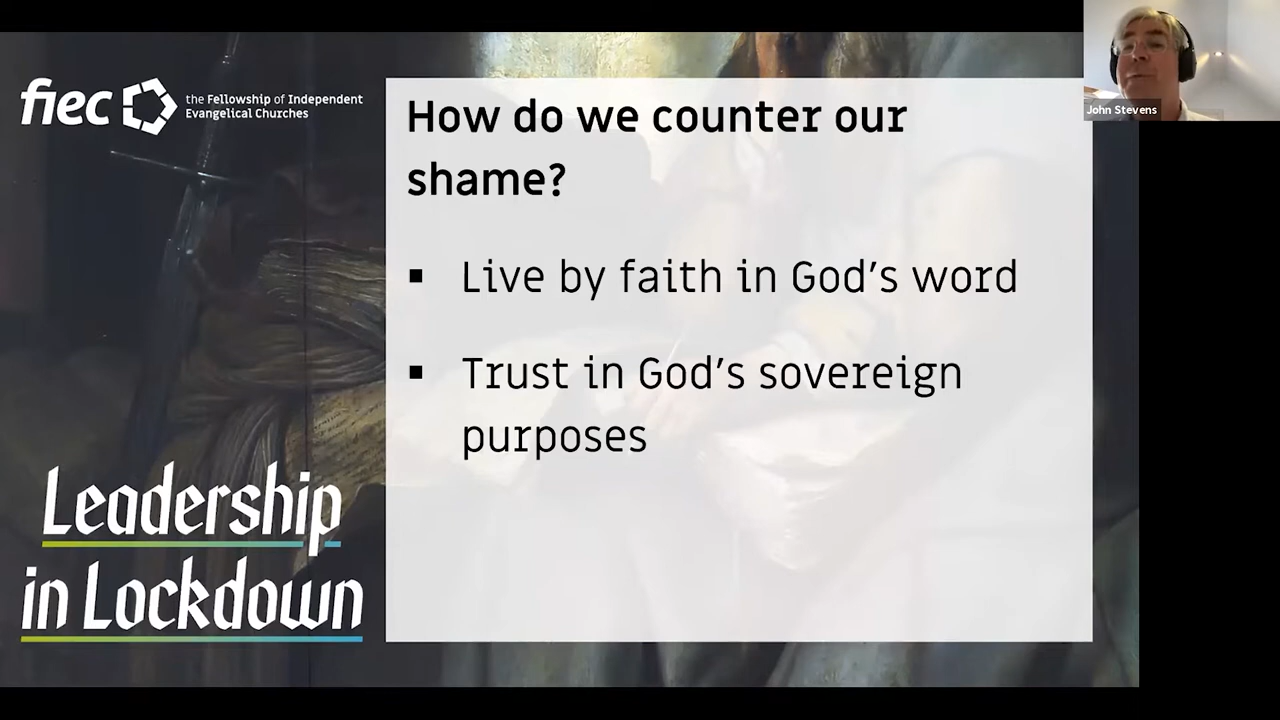 fiec the Fellowship of Independent
Evangelical Churches
How do we counter our
shame?
▪ Live by faith in God's word
▪ Trust in God's sovereign
purposes
Leadership
in Lockdown
John Stevens